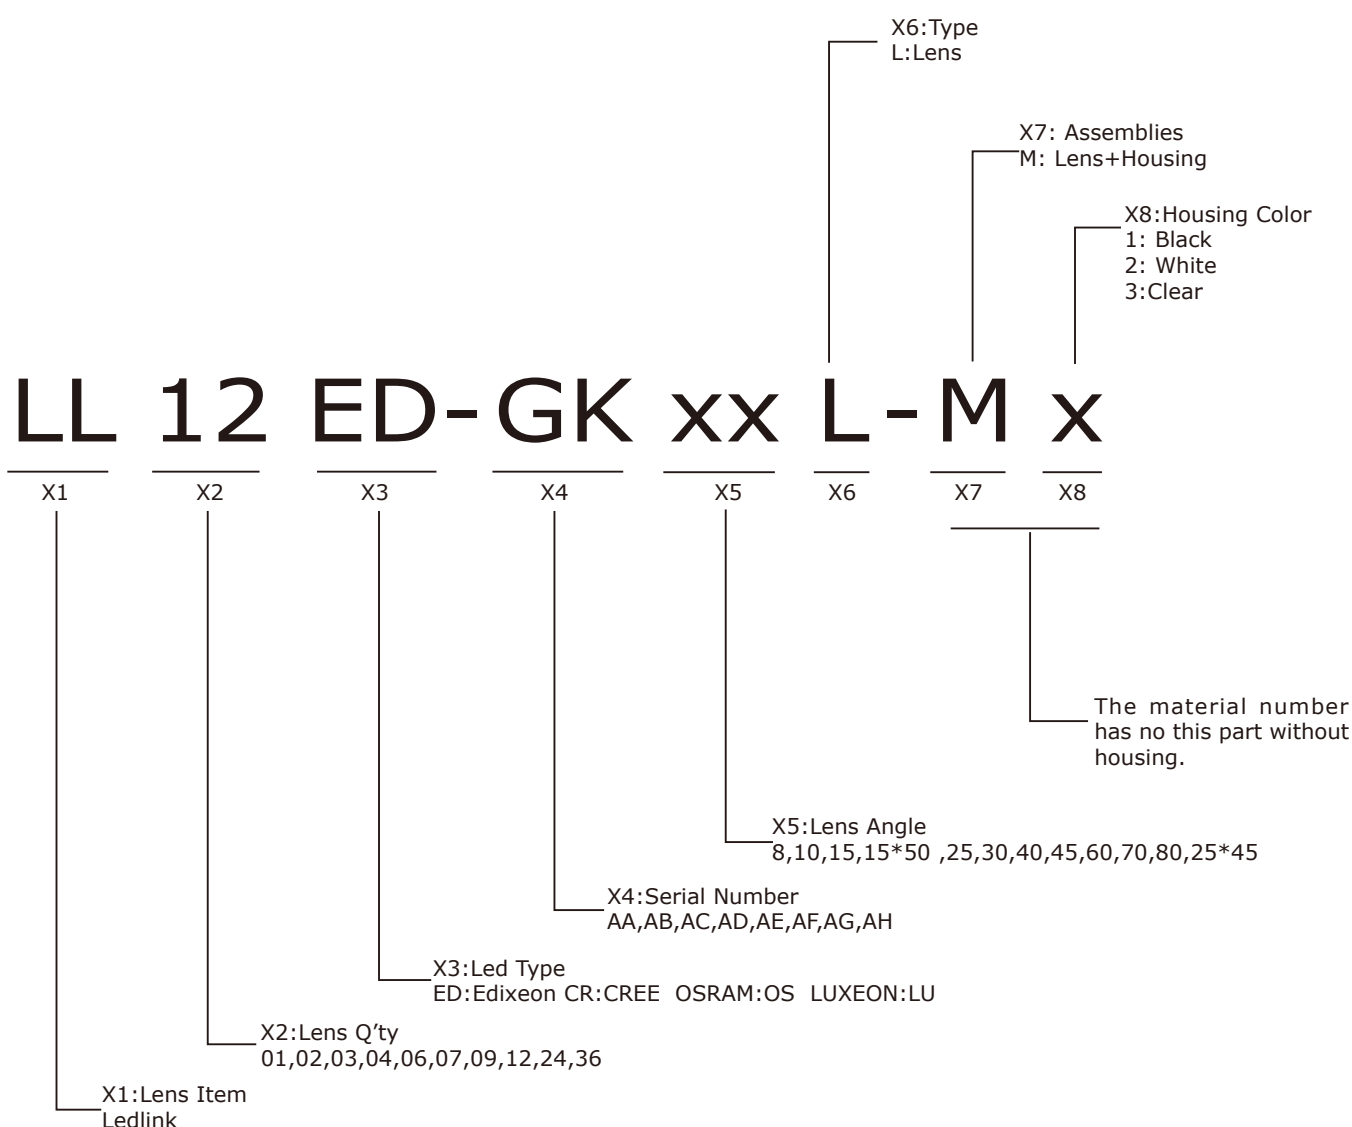 X6:Type
L:Lens
X7: Assemblies
M: Lens+Housing
X8:Housing Color
1: Black
2: White
3:Clear
LL 12 ED-GK xx L-M x
X1 X2 X3 X4 X5 X6 X7 X8
The material number
has no this part without
housing.
X5:Lens Angle
8,10,15,15*50 ,25,30,40,45,60,70,80,25*45
X4:Serial Number
AA,AB,AC,AD,AE,AF,AG,AH
X3:Led Type
ED:Edixeon CR:CREE OSRAM:OS LUXEON:LU
X2:Lens Q’ty
01,02,03,04,06,07,09,12,24,36
X1:Lens Item
Ledlink